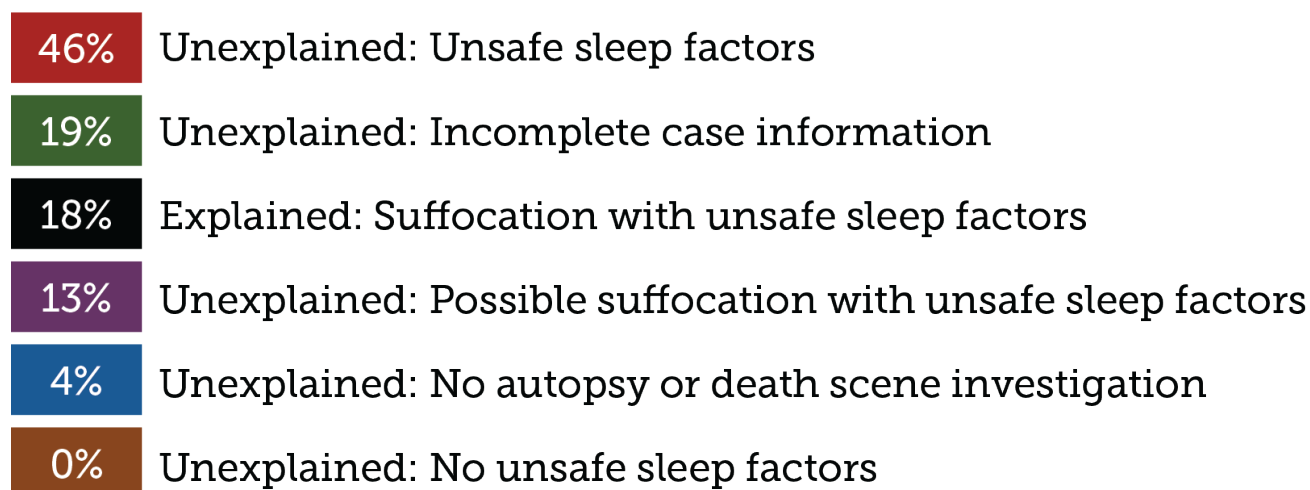 46% Unexplained: Unsafe sleep factors
19% Unexplained: Incomplete case information
18% Explained: Suffocation with unsafe sleep factors
13% Unexplained: Possible suffocation with unsafe sleep factors
4% Unexplained: No autopsy or death scene investigation
0% Unexplained: No unsafe sleep factors